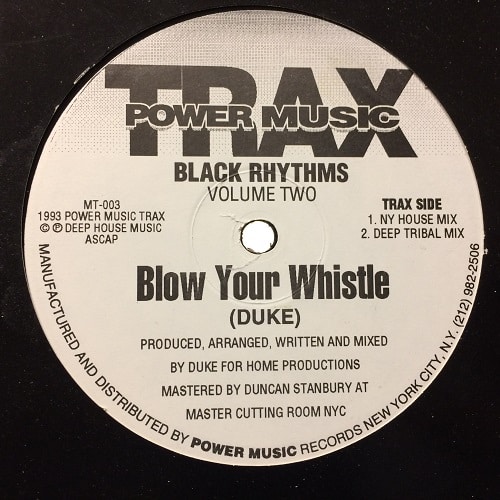 TRAX
POWER MUSIC
BLACK RHYTHMS
VOLUME TWO
MT-003
1993 POWER MUSIC TRAX
© ℗ DEEP HOUSE MUSIC
ASCAP
TRAX SIDE
1. NY HOUSE MIX
2. DEEP TRIBAL MIX
Blow Your Whistle
(DUKE)
PRODUCED, ARRANGED, WRITTEN AND MIXED
BY DUKE FOR HOME PRODUCTIONS
MASTERED BY DUNCAN STANBURY AT
MASTER CUTTING ROOM NYC
MANUFACTURED AND DISTRIBUTED BY POWER MUSIC RECORDS NEW YORK CITY, N.Y. (212) 982-2506